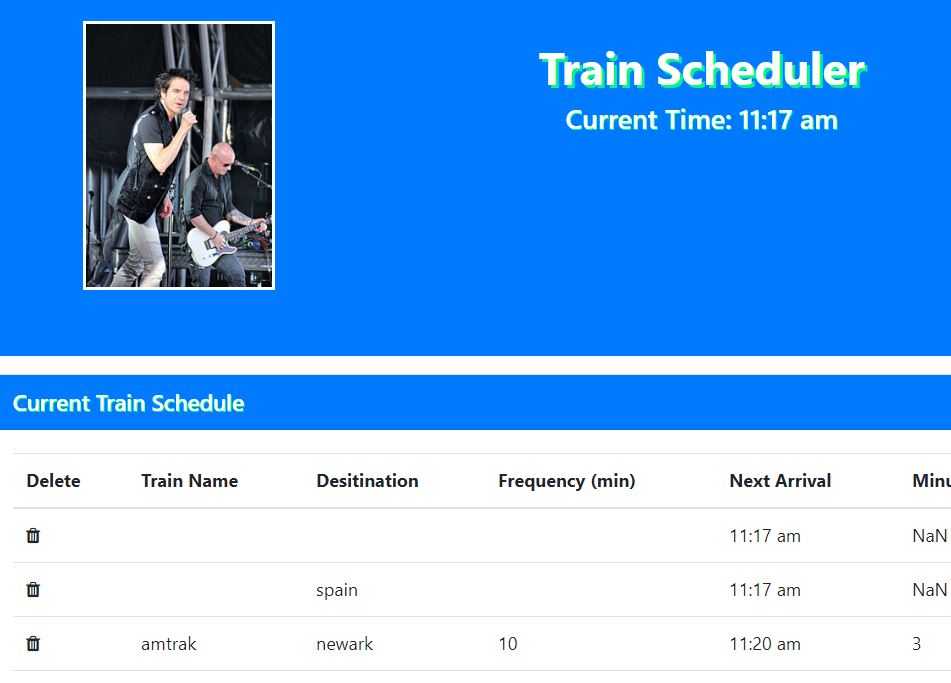 Train Scheduler
Current Time: 11:17 am
Current Train Schedule
Delete Train Name Desitination Frequency (min) Next Arrival Minu
11:17 am NaN
spain 11:17 am NaN
amtrak newark 10 11:20 am 3